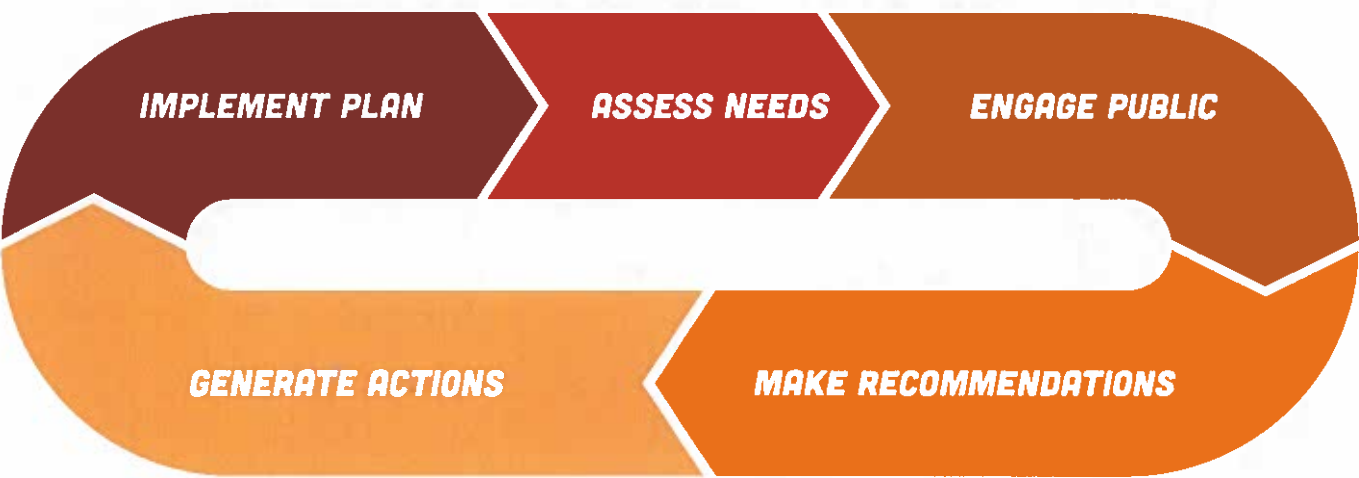 IMPLEMENT PLAN
ASSESS NEEDS
ENGAGE PUBLIC
GENERATE ACTIONS
MAKE RECOMMENDATIONS